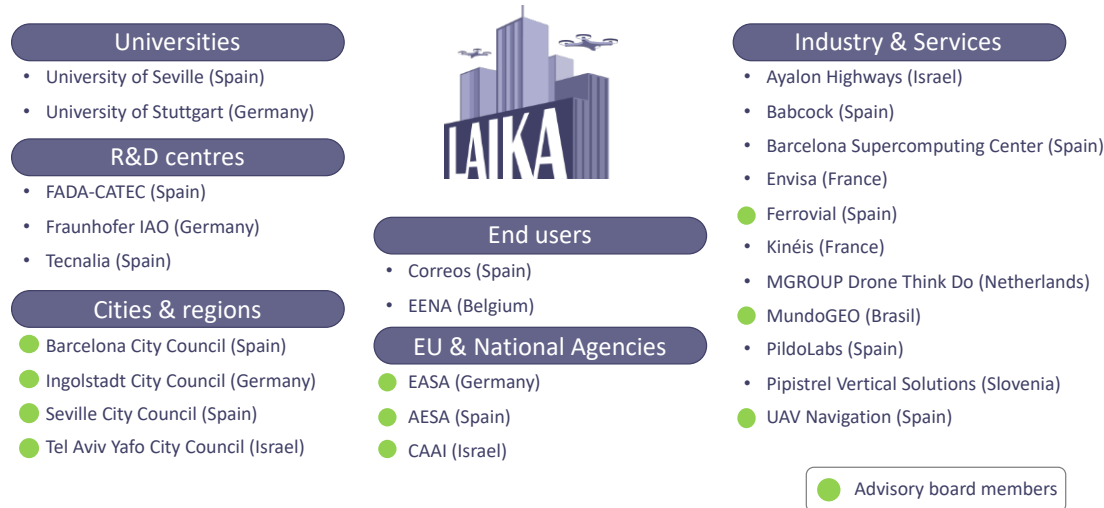 Universities
• University of Seville (Spain)
• University of Stuttgart (Germany)
R&D centres
• FADA-CATEC (Spain)
• Fraunhofer IAO (Germany)
• Tecnalia (Spain)
Cities & regions
Barcelona City Council (Spain)
Ingolstadt City Council (Germany)
Seville City Council (Spain)
Tel Aviv Yafo City Council (Israel)
LAIKA
End users
• Correos (Spain)
• EENA (Belgium)
EU & National Agencies
EASA (Germany)
AESA (Spain)
CAAI (Israel)
Industry & Services
• Ayalon Highways (Israel)
• Babcock (Spain)
• Barcelona Supercomputing Center (Spain)
• Envisa (France)
Ferrovial (Spain)
• Kinéis (France)
• MGROUP Drone Think Do (Netherlands)
MundoGEO (Brasil)
• PildoLabs (Spain)
• Pipistrel Vertical Solutions (Slovenia)
UAV Navigation (Spain)
Advisory board members